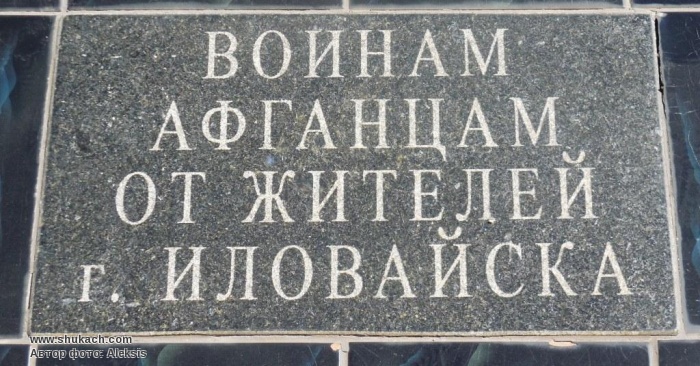 ВОИНАМ
АФГАНЦАМ
ОТ ЖИТЕЛЕЙ
г. ИЛОВАЙСКА
www.shukach.com
Автор фото: Aleksis